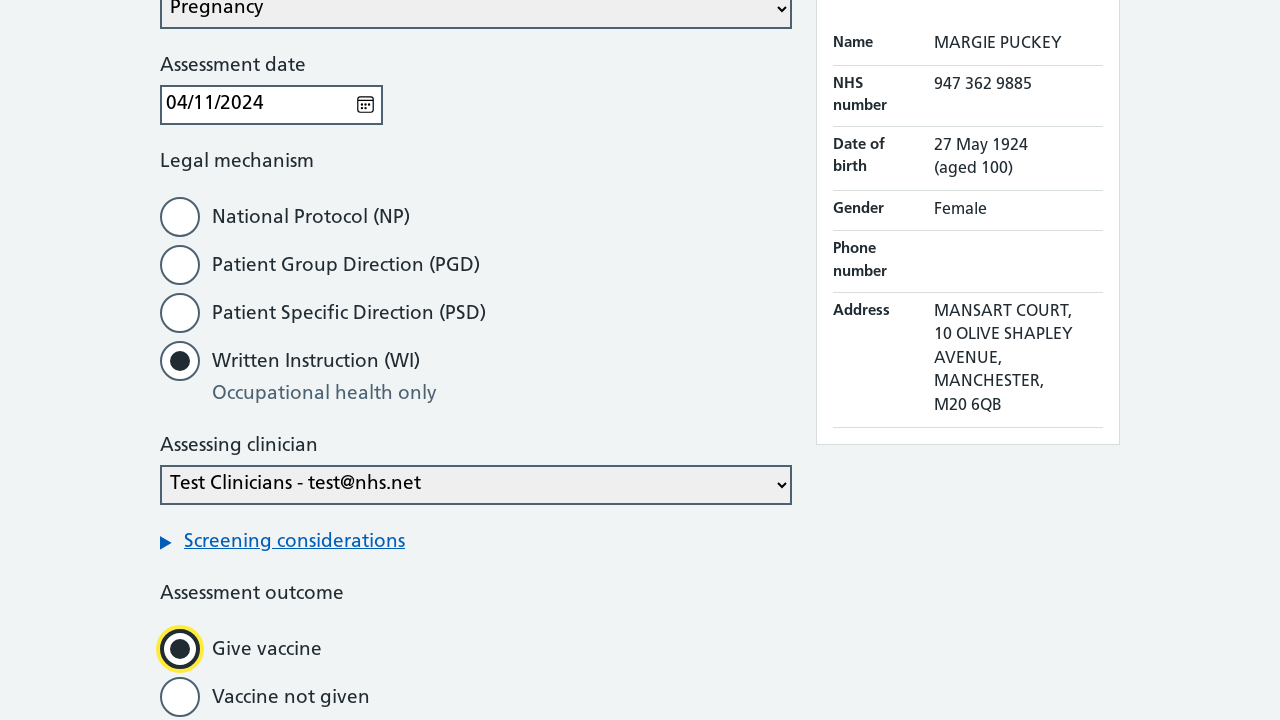 Pregnancy
Assessment date
04/11/2024
Legal mechanism
National Protocol (NP)
Patient Group Direction (PGD)
Patient Specific Direction (PSD)
Written Instruction (WI)
Occupational health only
Assessing clinician
Test Clinicians - test@nhs.net
Screening considerations
Assessment outcome
Give vaccine
Vaccine not given
Name MARGIE PUCKEY
NHS number 947 362 9885
Date of birth 27 May 1924
(aged 100)
Gender Female
Phone number
Address MANSART COURT,
10 OLIVE SHAPLEY
AVENUE,
MANCHESTER,
M20 6QB